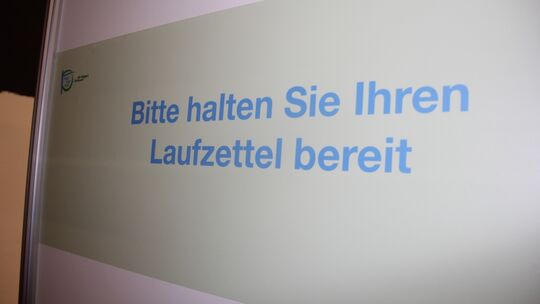 Bitte halten Sie Ihren
Laufzettel bereit